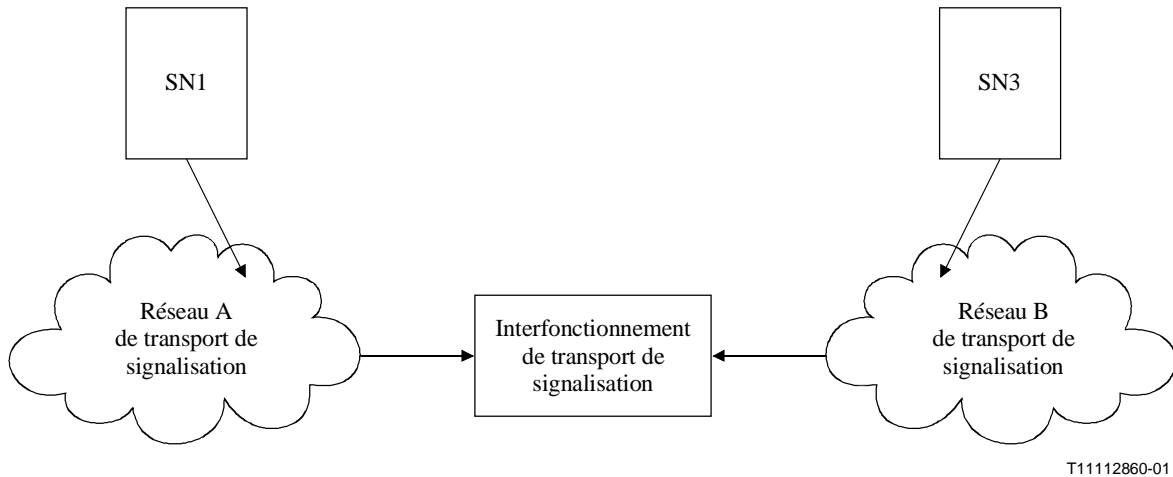 SN1
SN3
Réseau A
de transport de
signalisation
Interfonctionnement
de transport de
signalisation
Réseau B
de transport de
signalisation
T11112860-01